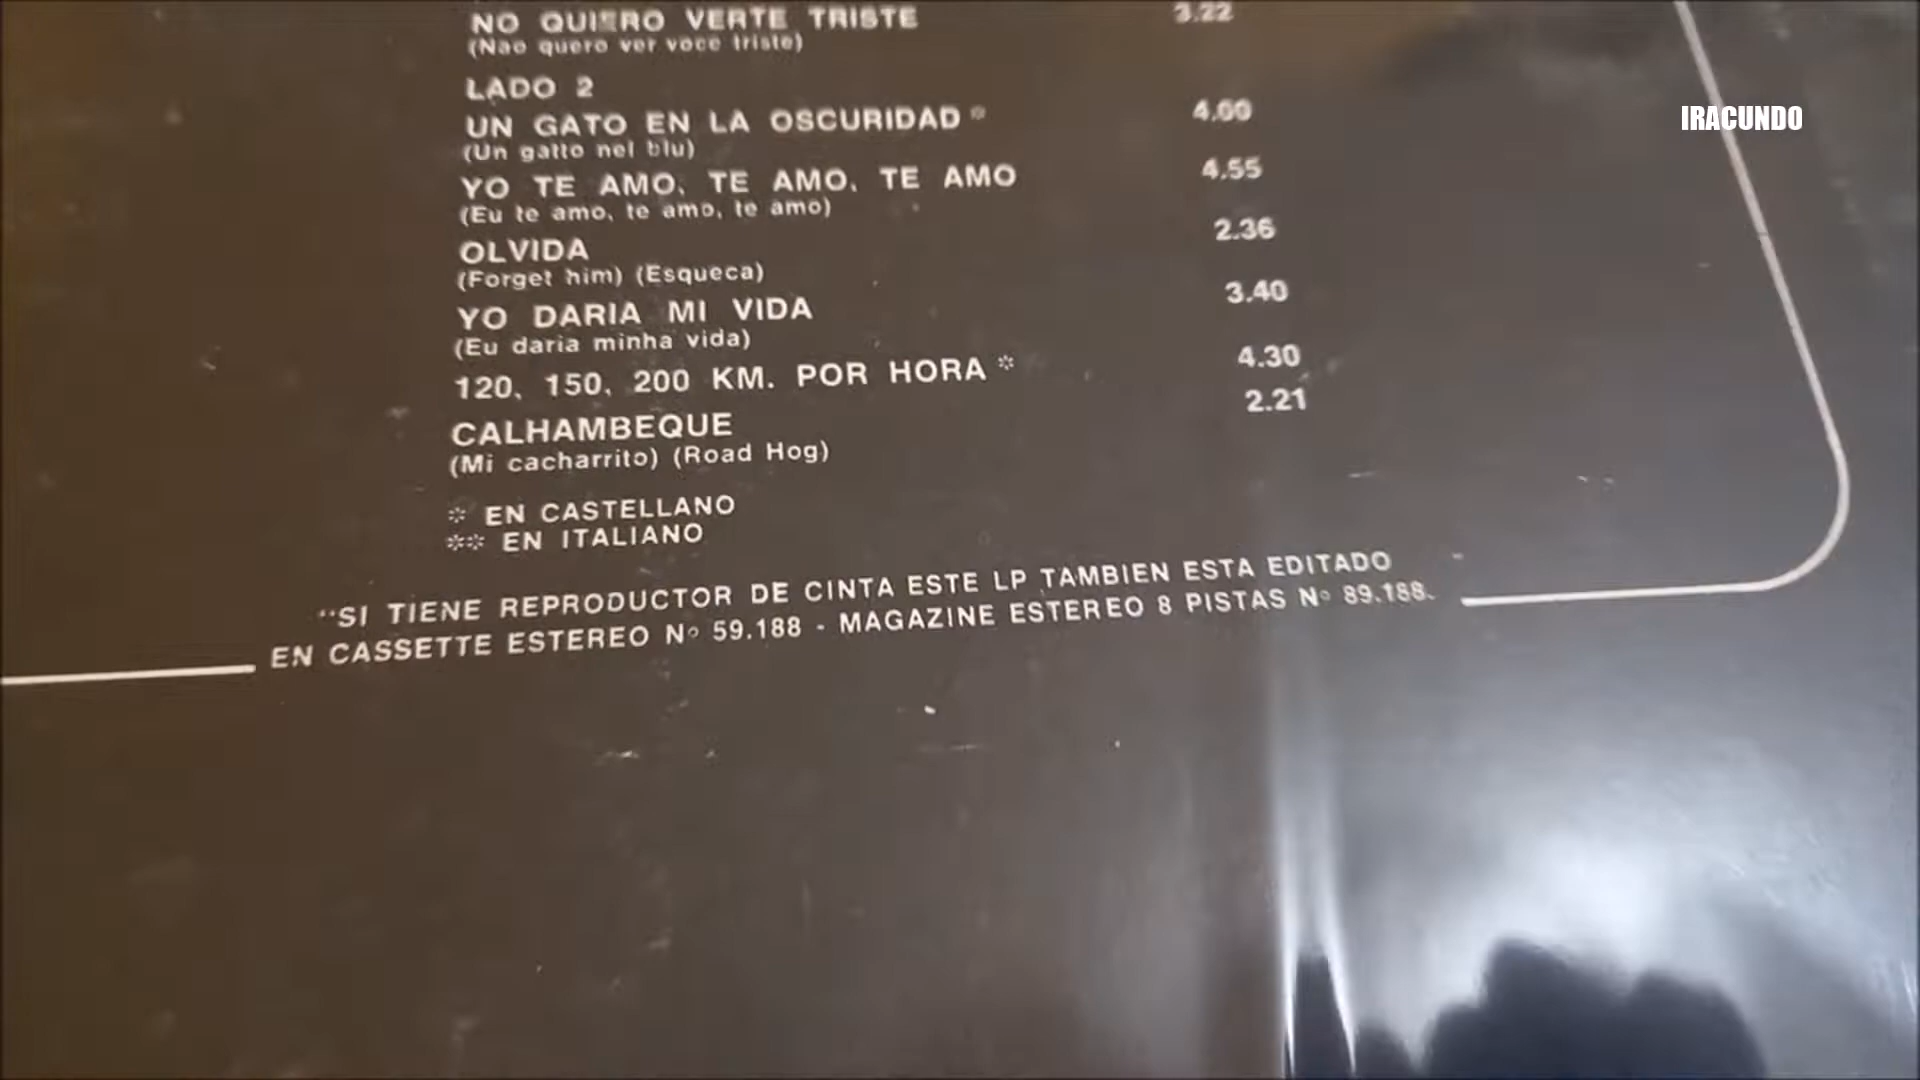 NO QUIERO VERTE TRISTE 3.22
(Nao quero ver voce triste)
LADO 2
UN GATO EN LA OSCURIDAD * 4.00
(Un gatto nel blu)
YO TE AMO, TE AMO, TE AMO 4.55
(Eu te amo, te amo, te amo)
OLVIDA 2.36
(Forget him) (Esqueca)
YO DARIA MI VIDA 3.40
(Eu daria minha vida)
120, 150, 200 KM. POR HORA * 4.30
CALHAMBEQUE 2.21
(Mi cacharrito) (Road Hog)
* EN CASTELLANO
** EN ITALIANO
"SI TIENE REPRODUCTOR DE CINTA ESTE LP TAMBIEN ESTA EDITADO
EN CASSETTE ESTEREO Nº 59.188 - MAGAZINE ESTEREO 8 PISTAS Nº 89.188.
IRACUNDO